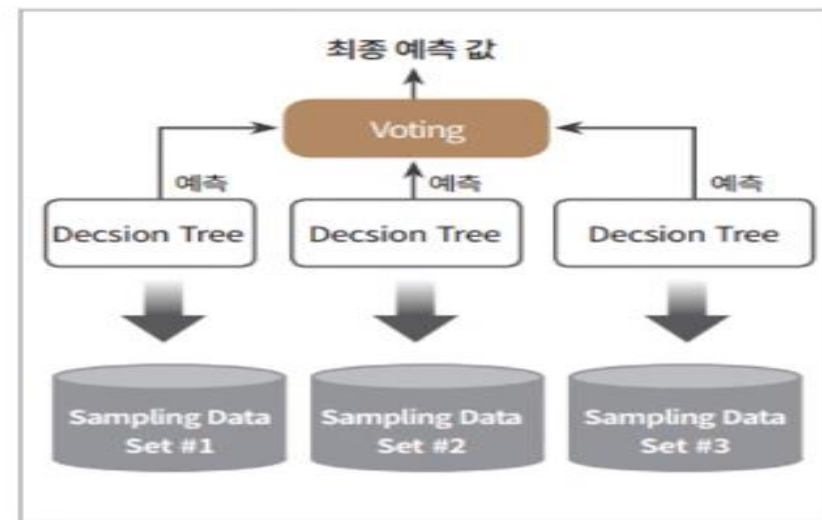 최종 예측 값
Voting
예측
예측
예측
Decsion Tree
Decsion Tree
Decsion Tree
Sampling Data
Set #1
Sampling Data
Set #2
Sampling Data
Set #3